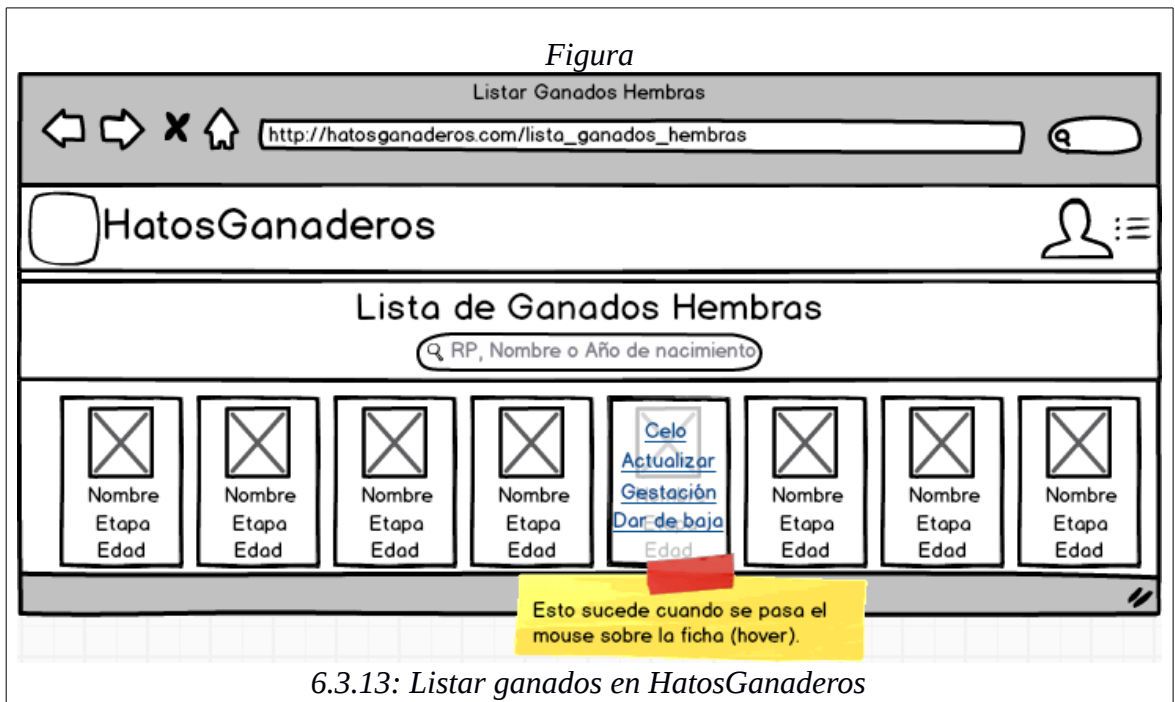 Figura
Listar Ganados Hembras
http://hatosganaderos.com/lista_ganados_hembras
HatosGanaderos
Lista de Ganados Hembras
RP, Nombre o Año de nacimiento
Nombre
Etapa
Edad
Nombre
Etapa
Edad
Nombre
Etapa
Edad
Nombre
Etapa
Edad
Celo
Actualizar
Gestación
Dar de baja
Edad
Nombre
Etapa
Edad
Nombre
Etapa
Edad
Nombre
Etapa
Edad
Esto sucede cuando se pasa el
mouse sobre la ficha (hover).
6.3.13: Listar ganados en HatosGanaderos